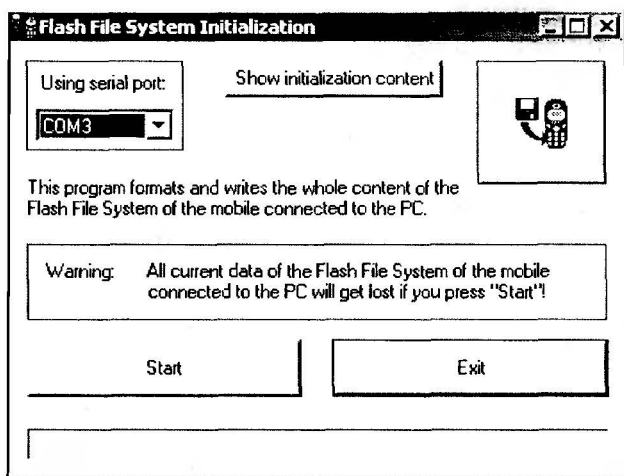 Flash File System Initialization
Using serial port:
Show initialization content
COM3
This program formats and writes the whole content of the
Flash File System of the mobile connected to the PC.
Warning: All current data of the Flash File System of the mobile
connected to the PC will get lost if you press "Start"!
Start
Exit